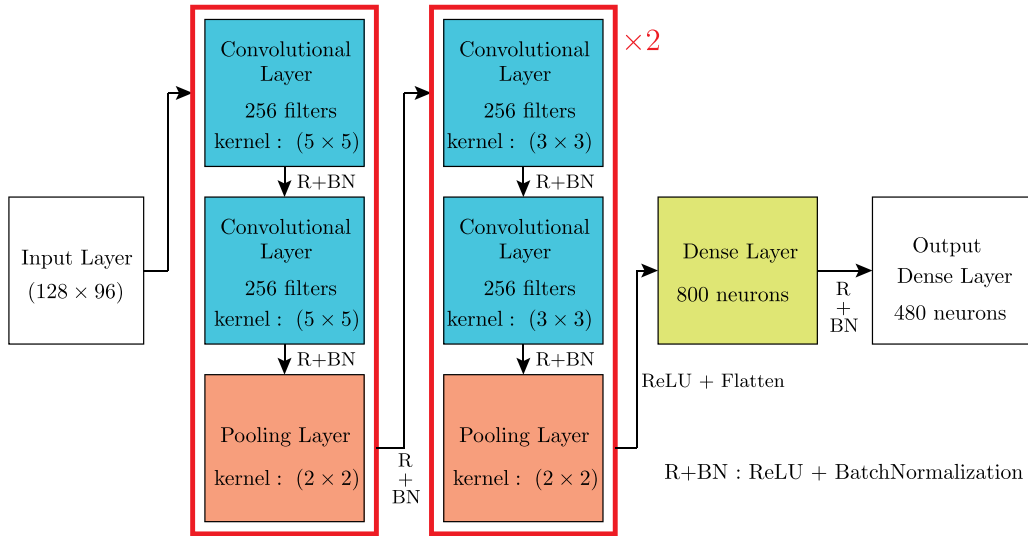 Input Layer
(128 × 96)
Convolutional
Layer
256 filters
kernel : (5 × 5)
R+BN
Convolutional
Layer
256 filters
kernel : (5 × 5)
R+BN
Pooling Layer
kernel : (2 × 2)
R
+
BN
×2
Convolutional
Layer
256 filters
kernel : (3 × 3)
R+BN
Convolutional
Layer
256 filters
kernel : (3 × 3)
R+BN
Pooling Layer
kernel : (2 × 2)
ReLU + Flatten
Dense Layer
800 neurons
R
+
BN
Output
Dense Layer
480 neurons
R+BN : ReLU + BatchNormalization